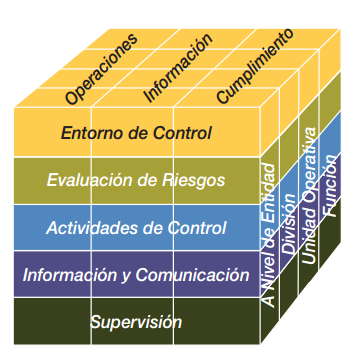 Operaciones
Información
Cumplimiento
Entorno de Control
Evaluación de Riesgos
Actividades de Control
Información y Comunicación
Supervisión
A Nivel de Entidad
División
Unidad Operativa
Función